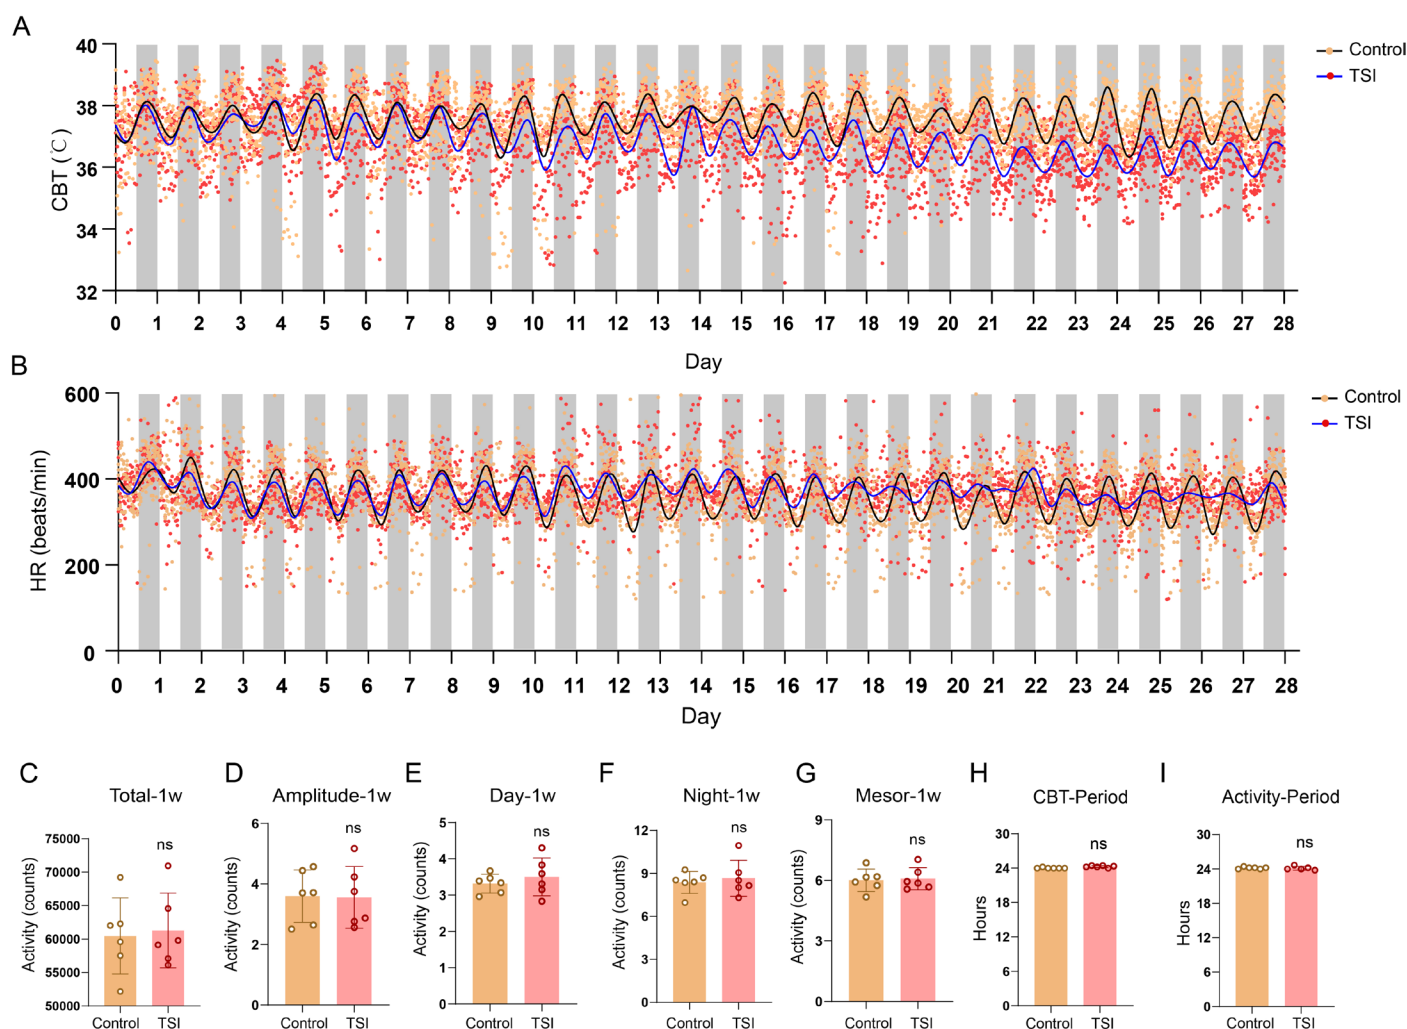 A
40
38
36
34
32
CBT (℃)
0 1 2 3 4 5 6 7 8 9 10 11 12 13 14 15 16 17 18 19 20 21 22 23 24 25 26 27 28
Day
Control
TSI
B
600
400
200
0
HR (beats/min)
0 1 2 3 4 5 6 7 8 9 10 11 12 13 14 15 16 17 18 19 20 21 22 23 24 25 26 27 28
Day
Control
TSI
C
Total-1w
75000
70000
65000
60000
55000
50000
Activity (counts)
ns
Control TSI
D
Amplitude-1w
6
4
2
0
Activity (counts)
ns
Control TSI
E
Day-1w
5
4
3
2
1
0
Activity (counts)
ns
Control TSI
F
Night-1w
12
9
6
3
0
Activity (counts)
ns
Control TSI
G
Mesor-1w
9
6
3
0
Activity (counts)
ns
Control TSI
H
CBT-Period
30
24
18
12
6
0
Hours
ns
Control TSI
I
Activity-Period
30
24
18
12
6
0
Hours
ns
Control TSI